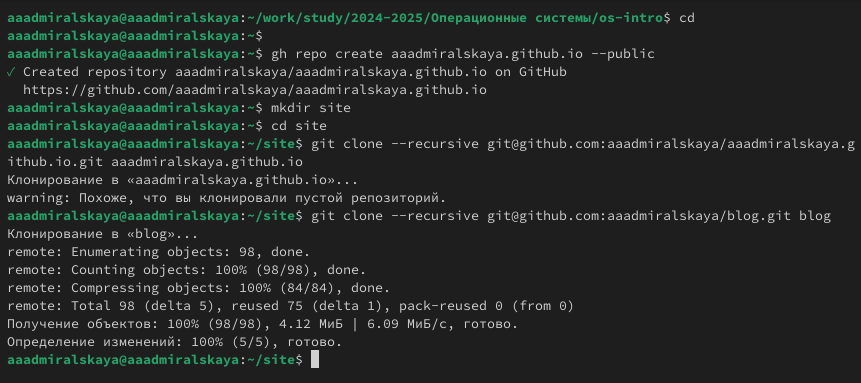 aaadmiralskaya@aaadmiralskaya:~/work/study/2024-2025/Операционные системы/os-intro$ cd
aaadmiralskaya@aaadmiralskaya:~$
aaadmiralskaya@aaadmiralskaya:~$ gh repo create aaadmiralskaya.github.io --public
✓ Created repository aaadmiralskaya/aaadmiralskaya.github.io on GitHub
  https://github.com/aaadmiralskaya/aaadmiralskaya.github.io
aaadmiralskaya@aaadmiralskaya:~$ mkdir site
aaadmiralskaya@aaadmiralskaya:~$ cd site
aaadmiralskaya@aaadmiralskaya:~/site$ git clone --recursive git@github.com:aaadmiralskaya/aaadmiralskaya.g
ithub.io.git aaadmiralskaya.github.io
Клонирование в «aaadmiralskaya.github.io»...
warning: Похоже, что вы клонировали пустой репозиторий.
aaadmiralskaya@aaadmiralskaya:~/site$ git clone --recursive git@github.com:aaadmiralskaya/blog.git blog
Клонирование в «blog»...
remote: Enumerating objects: 98, done.
remote: Counting objects: 100% (98/98), done.
remote: Compressing objects: 100% (84/84), done.
remote: Total 98 (delta 5), reused 75 (delta 1), pack-reused 0 (from 0)
Получение объектов: 100% (98/98), 4.12 МиБ | 6.09 МиБ/с, готово.
Определение изменений: 100% (5/5), готово.
aaadmiralskaya@aaadmiralskaya:~/site$